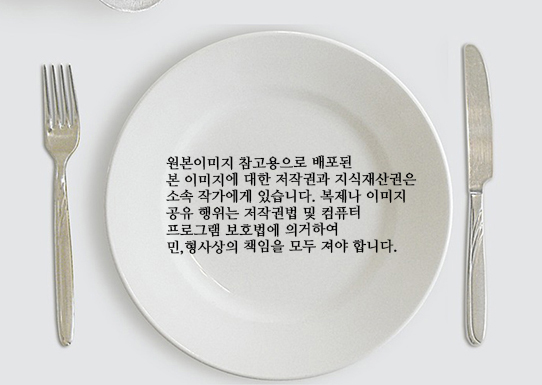 원본이미지 참고용으로 배포된
본 이미지에 대한 저작권과 지식재산권은
소속 작가에게 있습니다. 복제나 이미지
공유 행위는 저작권법 및 컴퓨터
프로그램 보호법에 의거하여
민,형사상의 책임을 모두 져야 합니다.